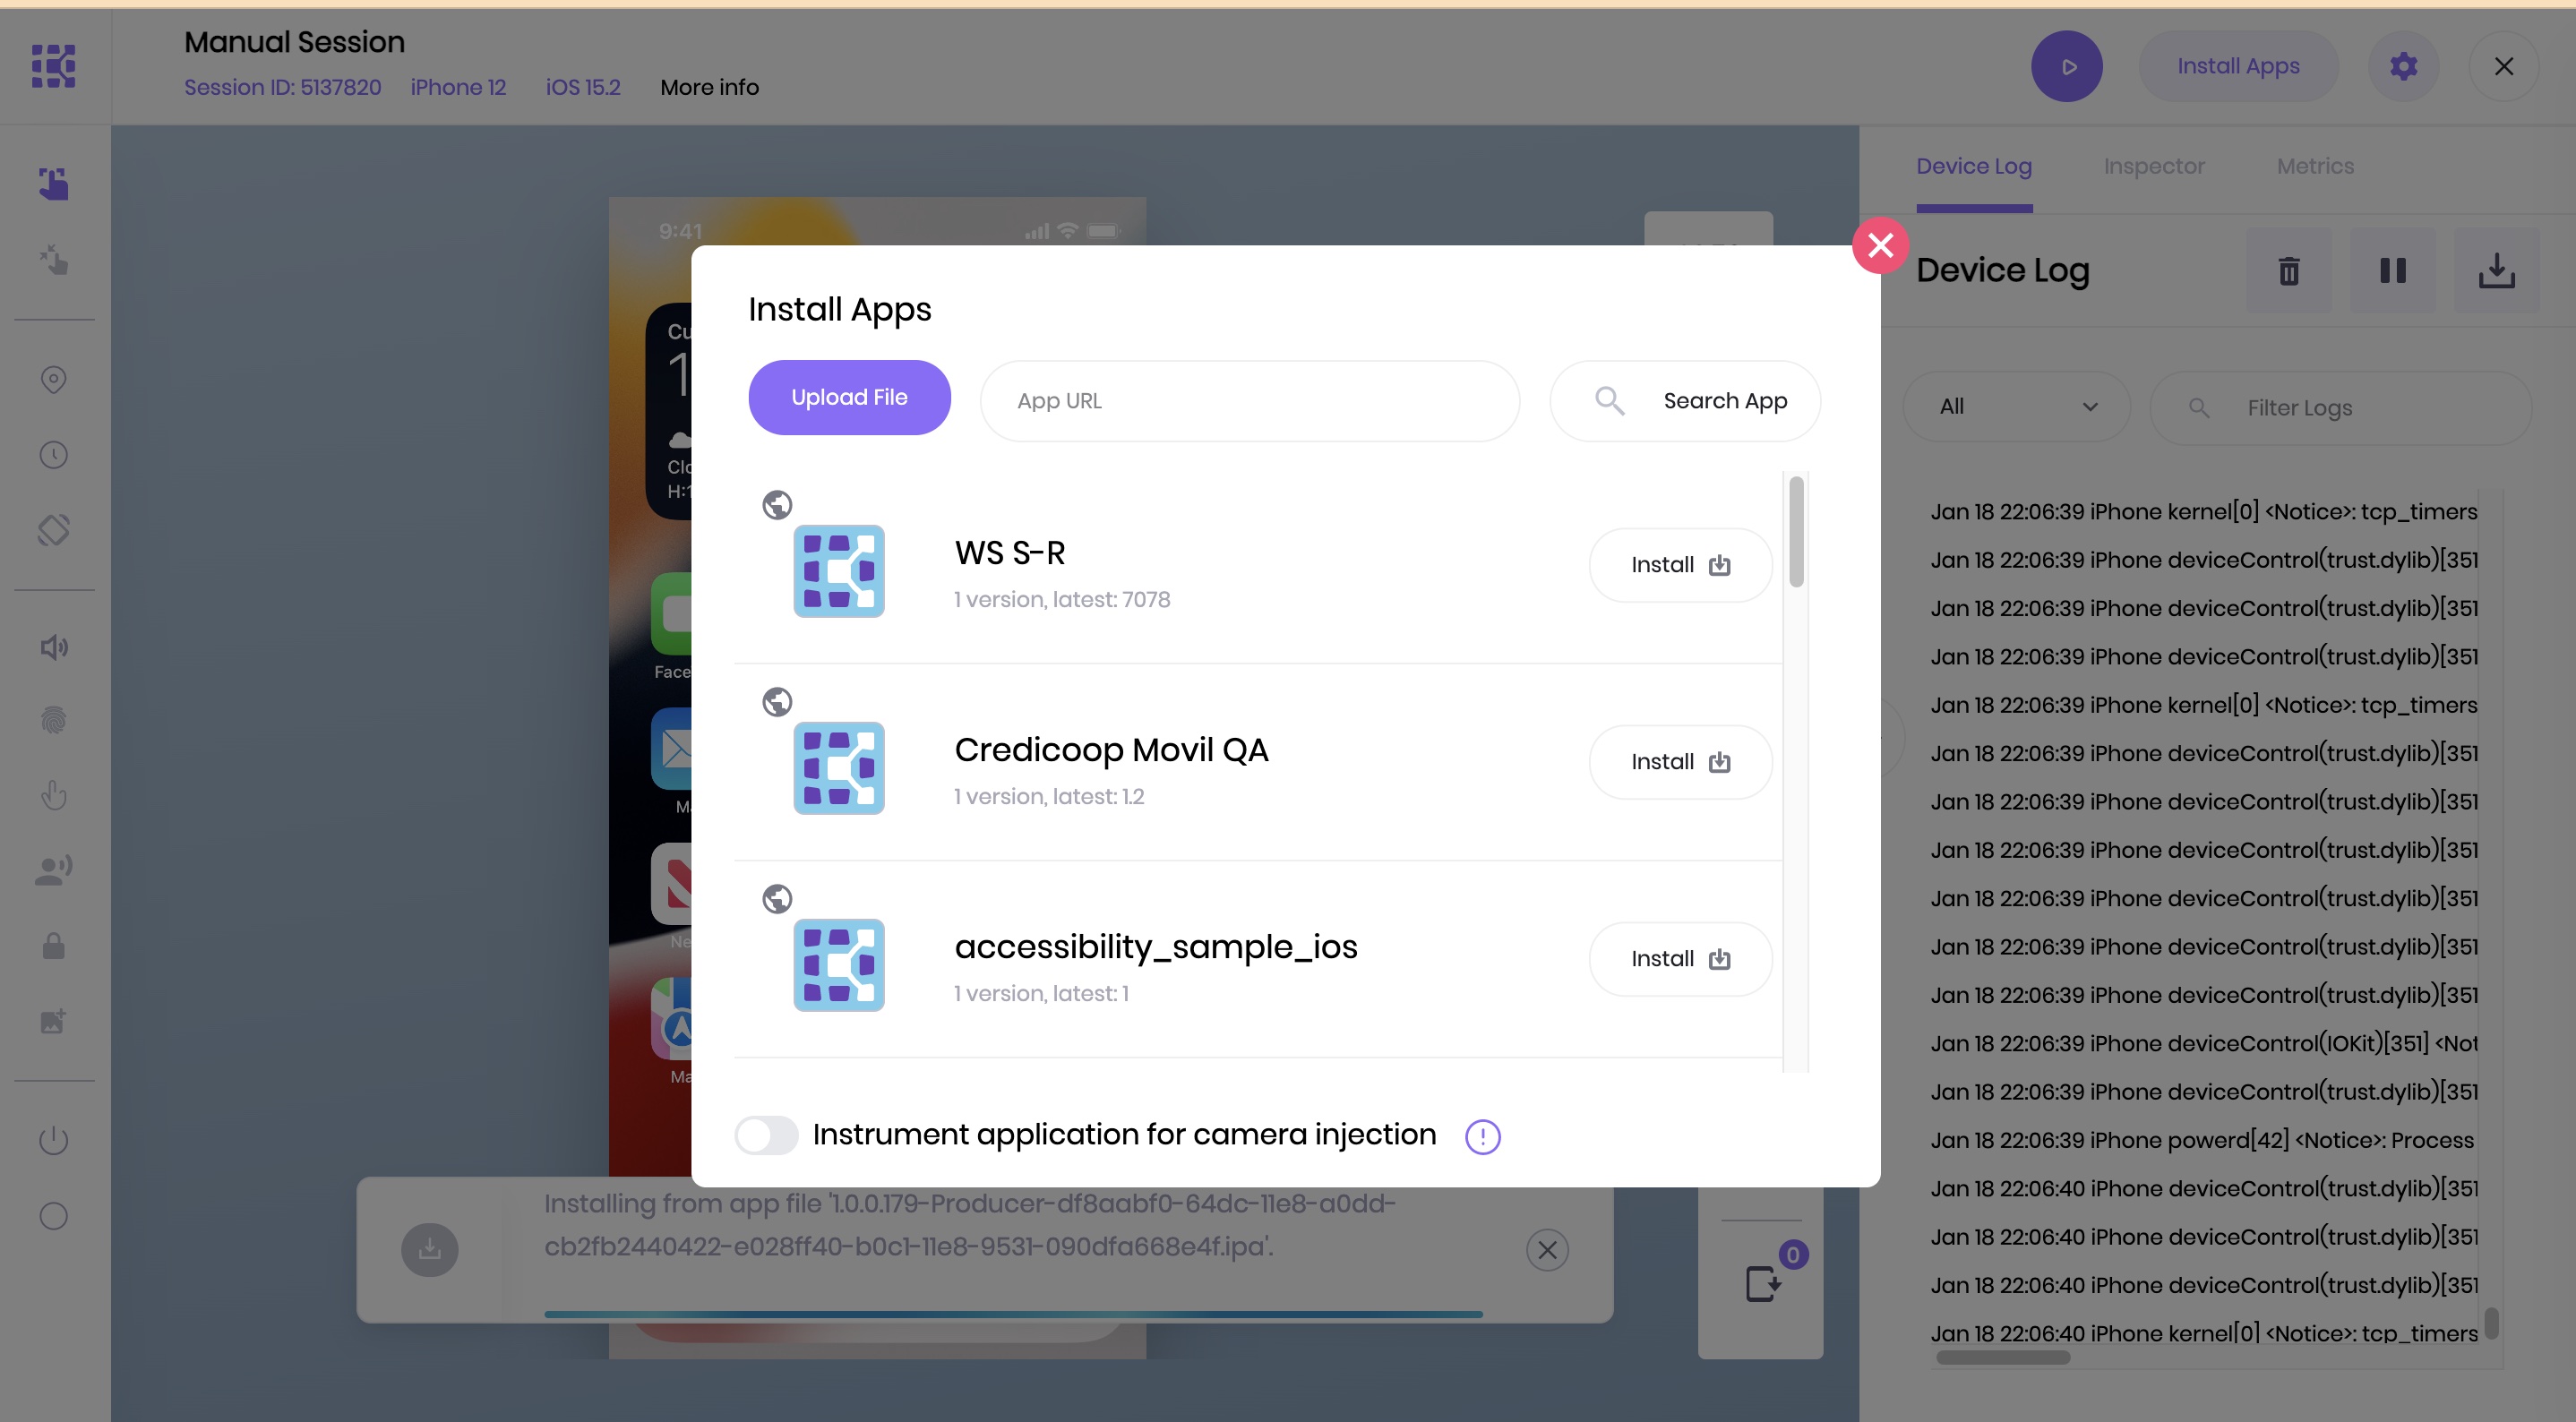 Manual Session
Session ID: 5137820 iPhone 12 iOS 15.2 More info
Install Apps
Device Log Inspector Metrics
9:41
Device Log
All
Filter Logs
Install Apps
Upload File
App URL
Search App
WS S-R
1 version, latest: 7078
Install
Credicoop Movil QA
1 version, latest: 1.2
Install
accessibility_sample_ios
1 version, latest: 1
Install
Instrument application for camera injection
Cu
1
Clo
H:1
Face
Ma
Ne
Ma
Installing from app file '1.0.0.179-Producer-df8aabf0-64dc-11e8-a0dd-
cb2fb2440422-e028ff40-b0c1-11e8-9531-090dfa668e4f.ipa'.
0
Jan 18 22:06:39 iPhone kernel[0] <Notice>: tcp_timers
Jan 18 22:06:39 iPhone deviceControl(trust.dylib)[351
Jan 18 22:06:39 iPhone deviceControl(trust.dylib)[351
Jan 18 22:06:39 iPhone deviceControl(trust.dylib)[351
Jan 18 22:06:39 iPhone kernel[0] <Notice>: tcp_timers
Jan 18 22:06:39 iPhone deviceControl(trust.dylib)[351
Jan 18 22:06:39 iPhone deviceControl(trust.dylib)[351
Jan 18 22:06:39 iPhone deviceControl(trust.dylib)[351
Jan 18 22:06:39 iPhone deviceControl(trust.dylib)[351
Jan 18 22:06:39 iPhone deviceControl(trust.dylib)[351
Jan 18 22:06:39 iPhone deviceControl(trust.dylib)[351
Jan 18 22:06:39 iPhone deviceControl(IOKit)[351] <Not
Jan 18 22:06:39 iPhone deviceControl(trust.dylib)[351
Jan 18 22:06:39 iPhone powerd[42] <Notice>: Process
Jan 18 22:06:40 iPhone deviceControl(trust.dylib)[351
Jan 18 22:06:40 iPhone deviceControl(trust.dylib)[351
Jan 18 22:06:40 iPhone deviceControl(trust.dylib)[351
Jan 18 22:06:40 iPhone kernel[0] <Notice>: tcp_timers